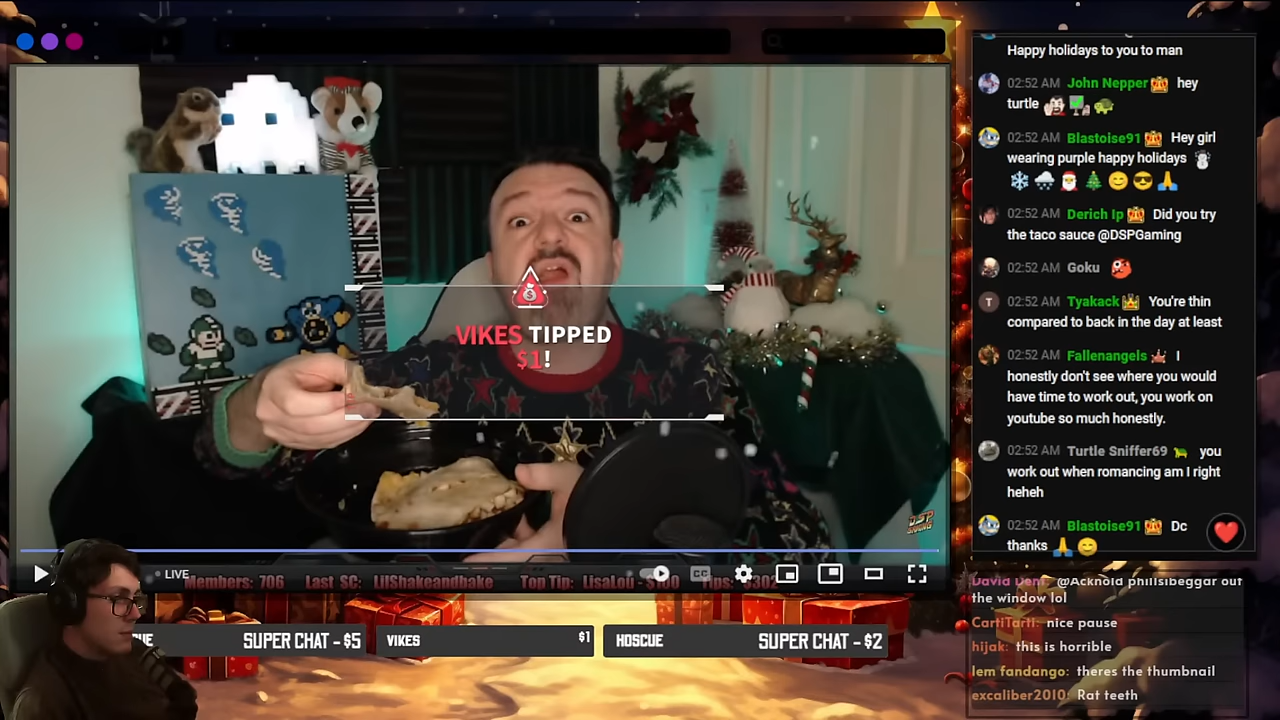 Happy holidays to you to man
02:52 AM John Nepper hey
turtle
02:52 AM Blastoise91 Hey girl
wearing purple happy holidays
02:52 AM Derich Ip Did you try
the taco sauce @DSPGaming
02:52 AM Goku
02:52 AM Tyakack You're thin
compared to back in the day at least
02:52 AM Fallenangels I
honestly don't see where you would
have time to work out, you work on
youtube so much honestly.
02:52 AM Turtle Sniffer69 you
work out when romancing am I right
heheh
02:52 AM Blastoise91 Dc
thanks
VIKES TIPPED
$1!
LIVE
CC
Members: 706 Last SC: LilShakeandbake Top Tip: LisaLou - $100
SUPER CHAT - $5
VIKES $1
HOSCUE SUPER CHAT - $2
@Acknold phillsibeggar out
the window lol
CartiTarti: nice pause
hijak: this is horrible
lem fandango: theres the thumbnail
excaliber2010: Rat teeth